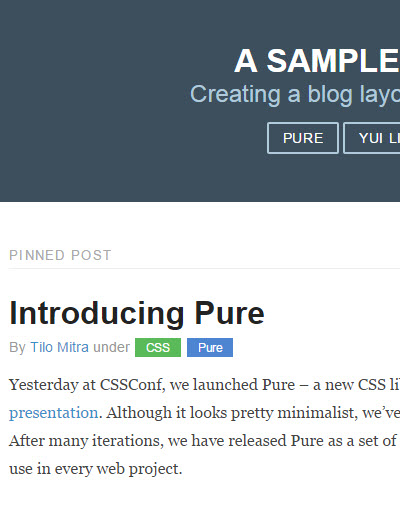 A SAMPLE
Creating a blog layo
PURE YUI LI
PINNED POST
Introducing Pure
By Tilo Mitra under CSS Pure
Yesterday at CSSConf, we launched Pure – a new CSS li
presentation. Although it looks pretty minimalist, we've
After many iterations, we have released Pure as a set of
use in every web project.